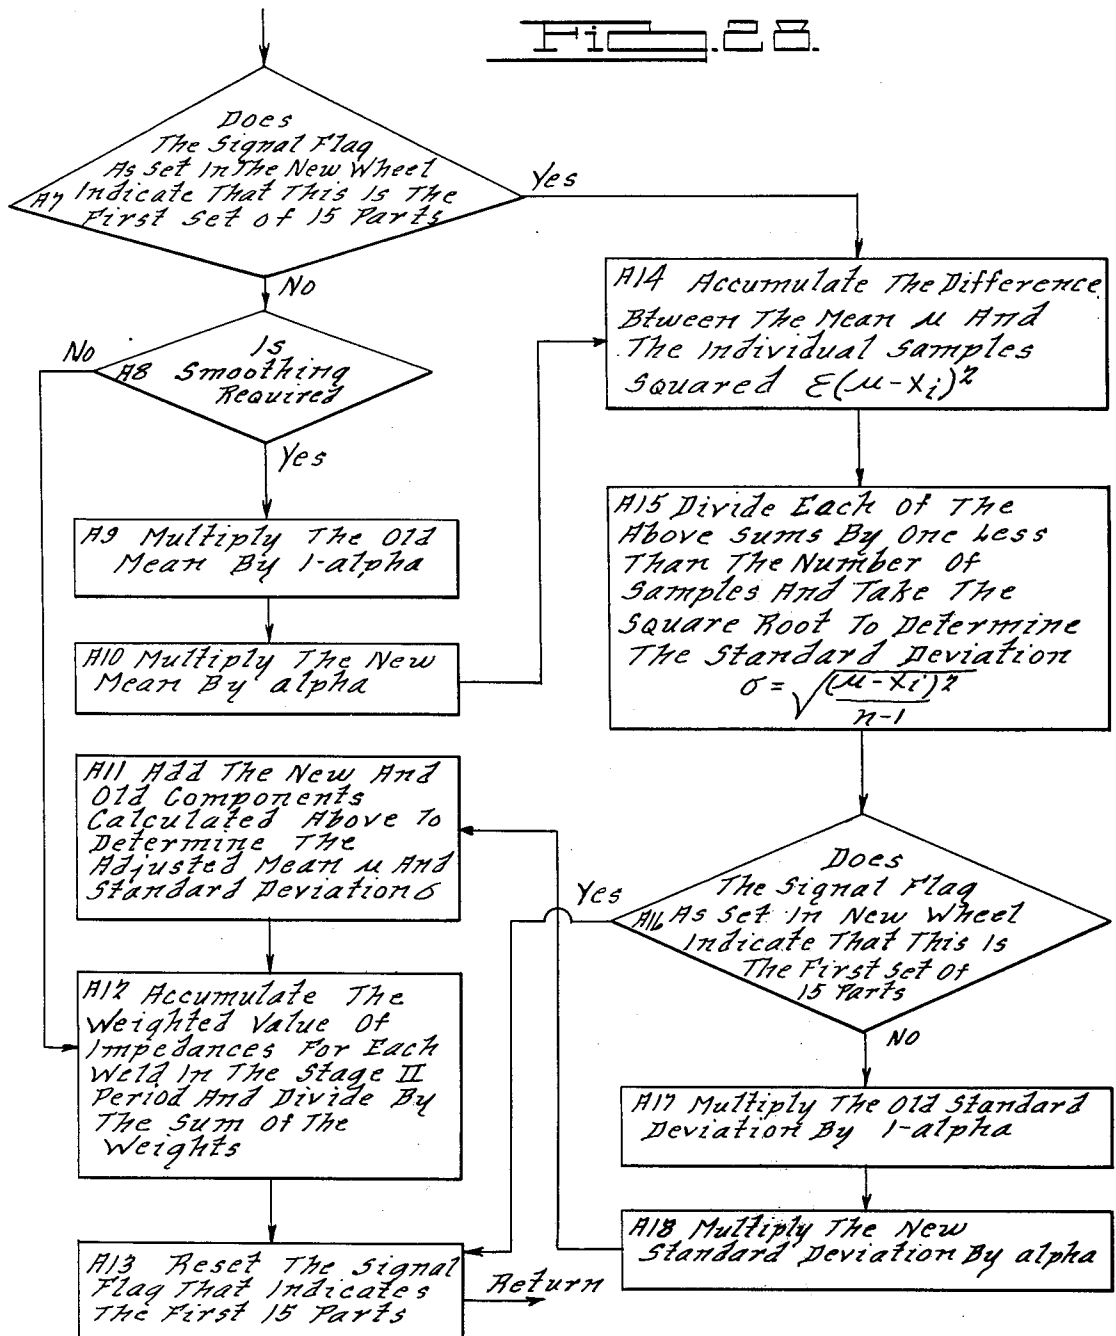 Fig. 28.
Does
The Signal Flag
As Set In The New Wheel
A7 Indicate That This Is The
First Set of 15 Parts
Yes
No
Is
A8 Smoothing
Required
No
Yes
A9 Multiply The Old
Mean By 1-alpha
A10 Multiply The New
Mean By alpha
A11 Add The New And
Old Components
Calculated Above To
Determine The
Adjusted Mean μ And
Standard Deviation σ
A12 Accumulate The
Weighted Value Of
Impedances For Each
Weld In The Stage II
Period And Divide By
The Sum Of The
Weights
A13 Reset The Signal
Flag That Indicates
The First 15 Parts
Return
A14 Accumulate The Difference
Btween The Mean μ And
The Individual Samples
Squared Ɛ(μ-Xi)²
A15 Divide Each Of The
Above Sums By One Less
Than The Number Of
Samples And Take The
Square Root To Determine
The Standard Deviation
σ = √(μ-Xi)²
n-1
Does
The Signal Flag
A16 As Set In New Wheel
Indicate That This Is
The First Set Of
15 Parts
Yes
No
A17 Multiply The Old Standard
Deviation By 1-alpha
A18 Multiply The New
Standard Deviation By alpha